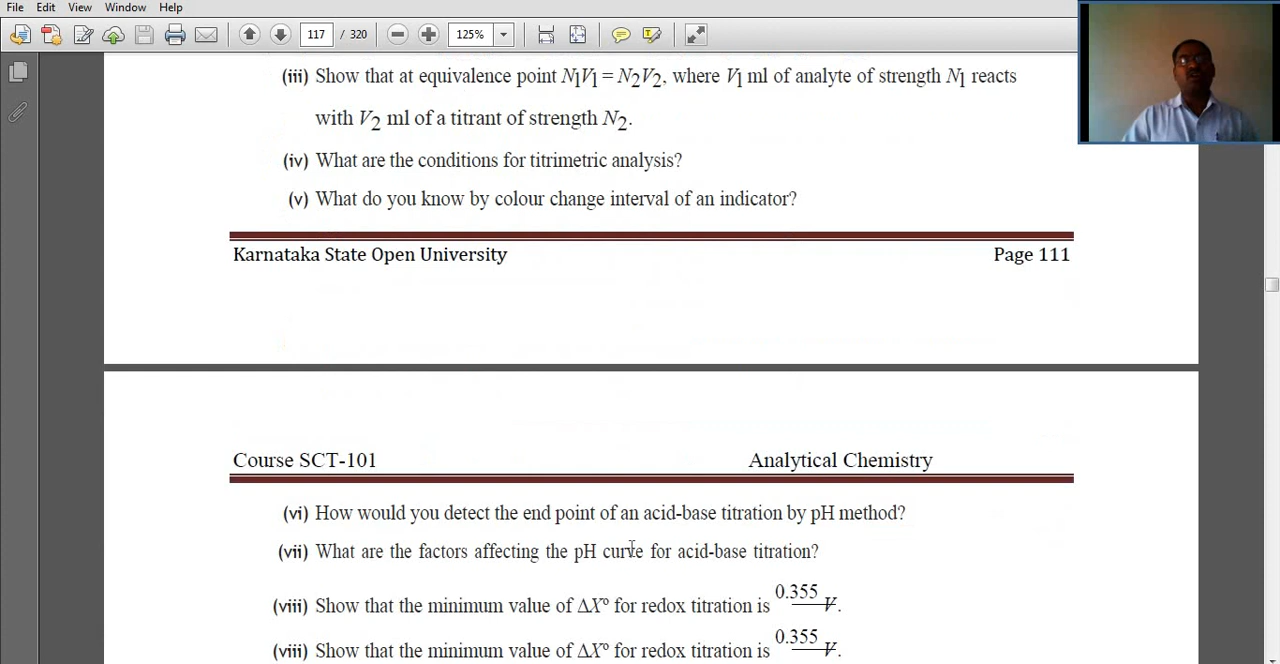 File Edit View Window Help
117 / 320 125%
(iii) Show that at equivalence point N₁V₁ = N₂V₂, where V₁ ml of analyte of strength N₁ reacts
with V₂ ml of a titrant of strength N₂.
(iv) What are the conditions for titrimetric analysis?
(v) What do you know by colour change interval of an indicator?
Karnataka State Open University Page 111
Course SCT-101 Analytical Chemistry
(vi) How would you detect the end point of an acid-base titration by pH method?
(vii) What are the factors affecting the pH curve for acid-base titration?
(viii) Show that the minimum value of ΔX° for redox titration is 0.355 V.
(viii) Show that the minimum value of ΔX° for redox titration is 0.355 V.